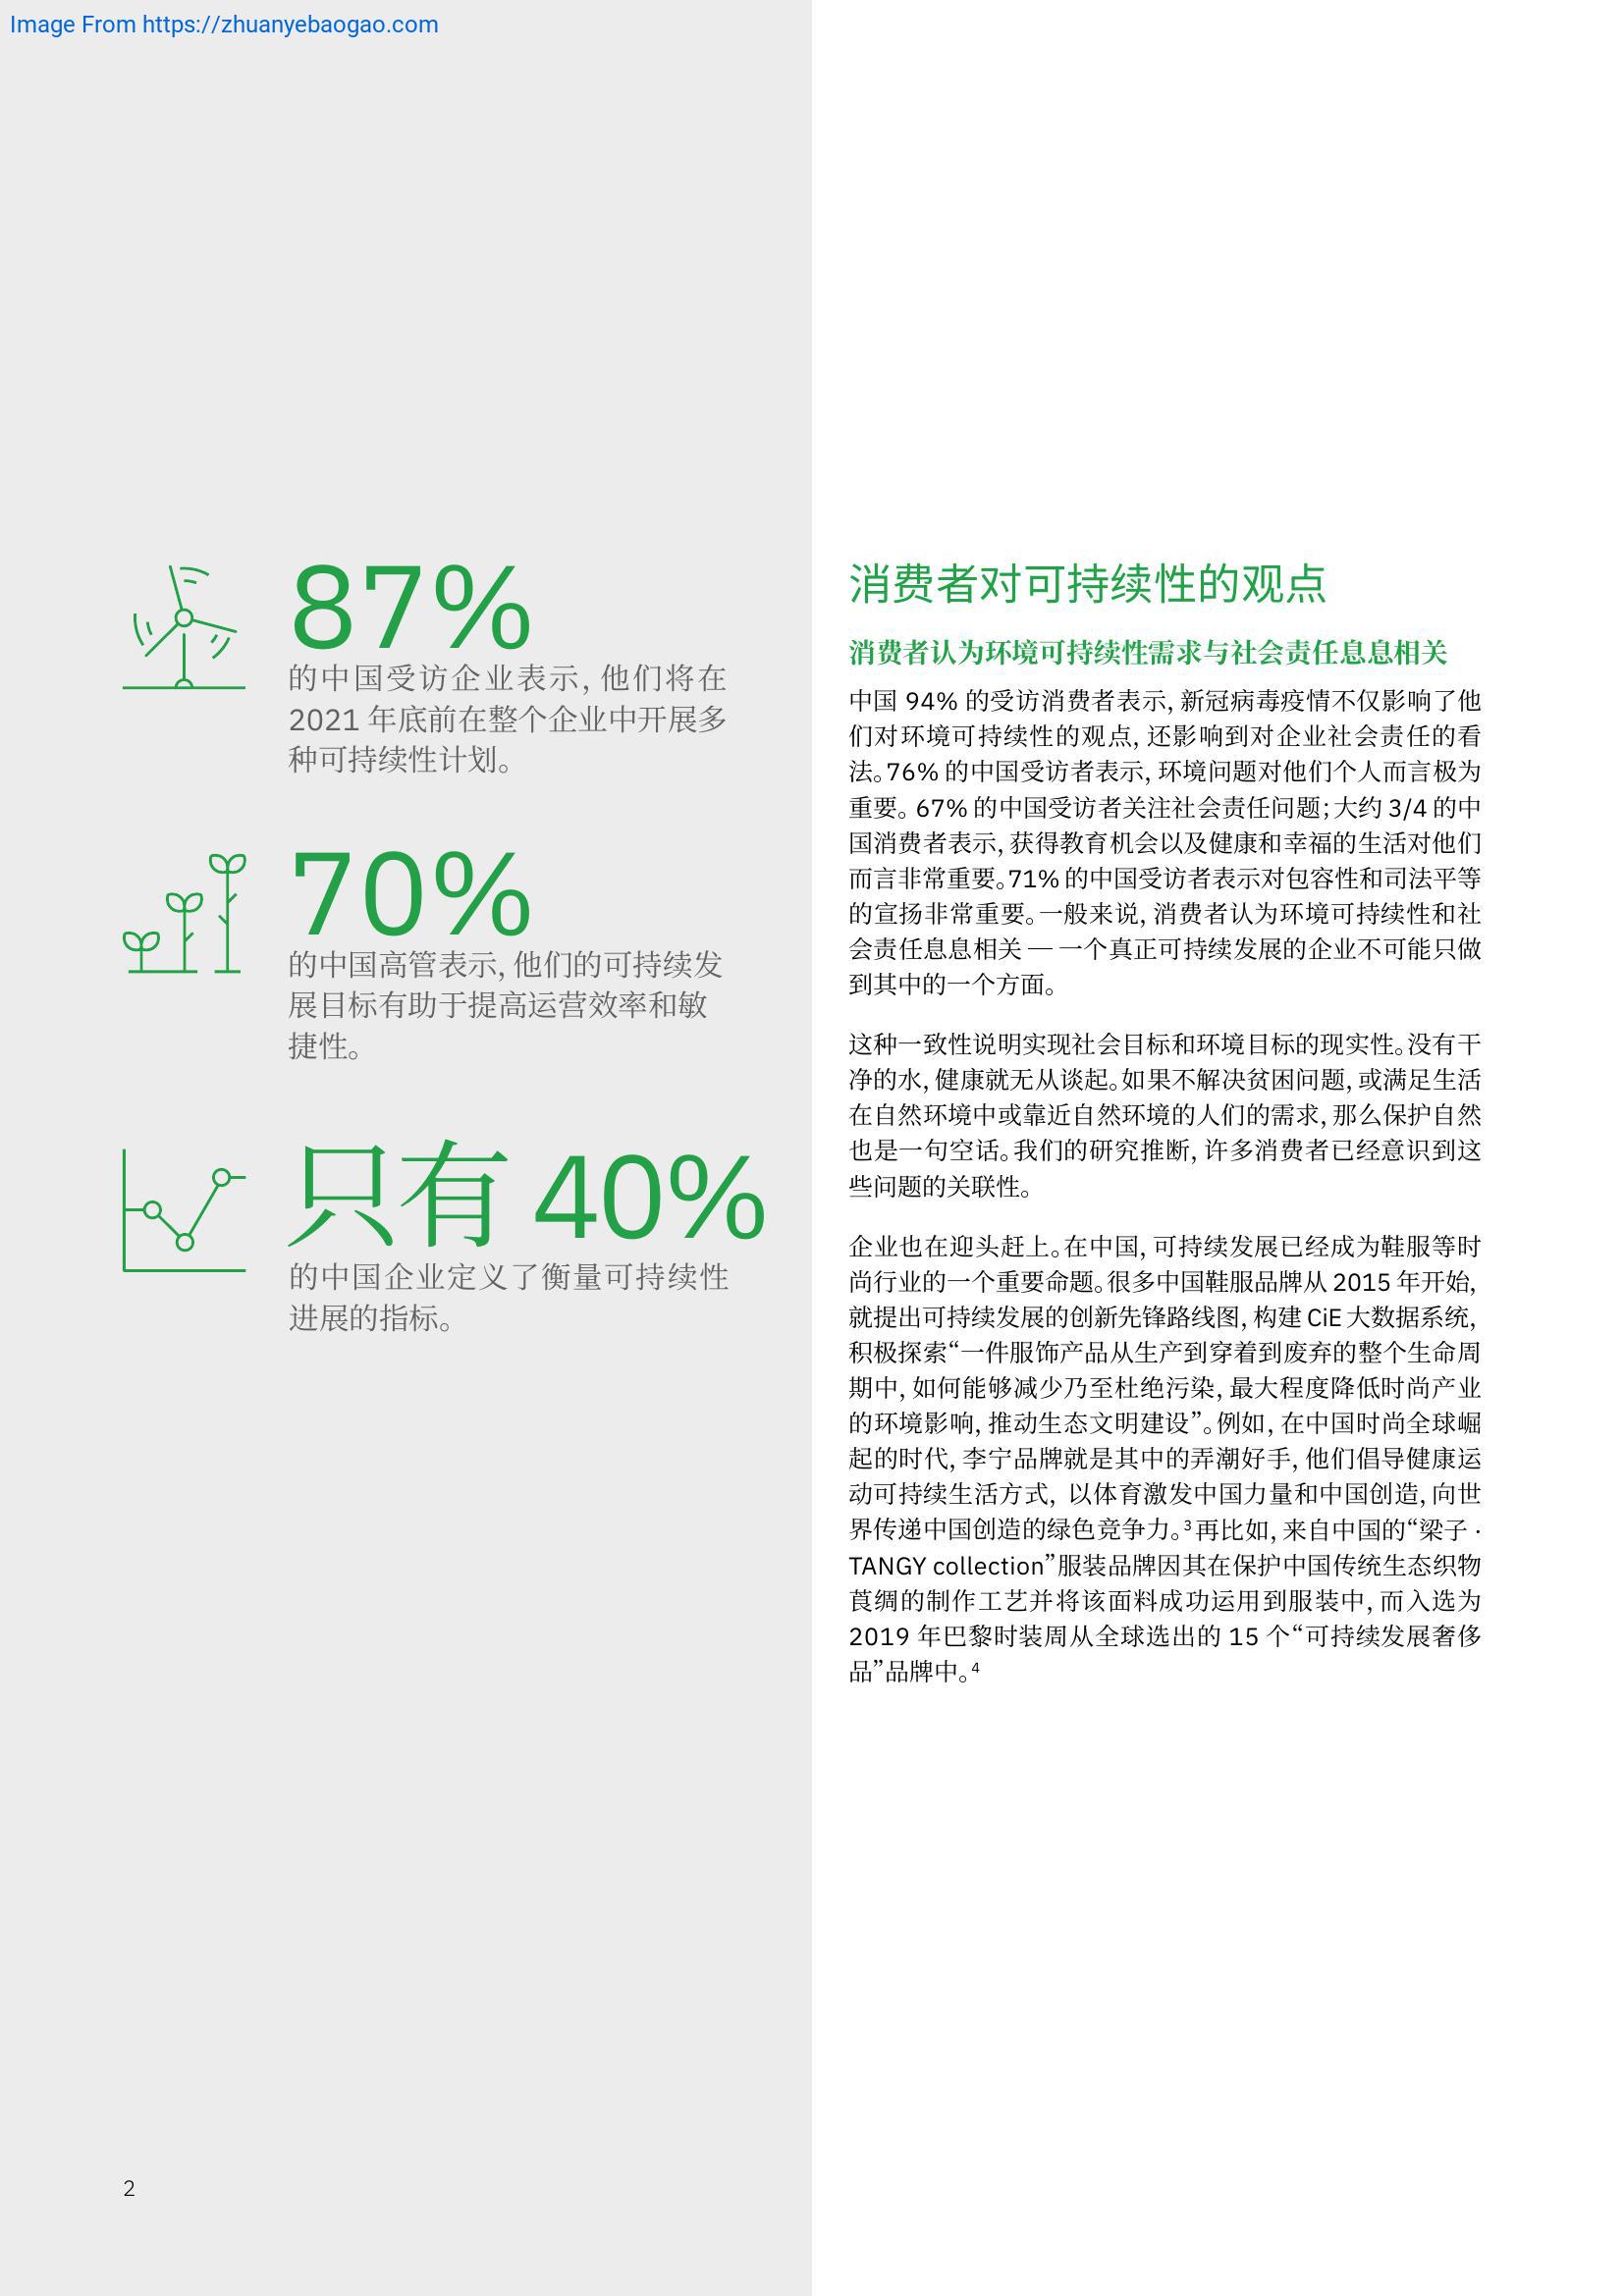 Image From https://zhuanyebaogao.com
87%
的中国受访企业表示, 他们将在
2021 年底前在整个企业中开展多
种可持续性计划。
70%
的中国高管表示, 他们的可持续发
展目标有助于提高运营效率和敏
捷性。
只有 40%
的中国企业定义了衡量可持续性
进展的指标。
2
消费者对可持续性的观点
消费者认为环境可持续性需求与社会责任息息相关
中国 94% 的受访消费者表示, 新冠病毒疫情不仅影响了他
们对环境可持续性的观点, 还影响到对企业社会责任的看
法。76% 的中国受访者表示, 环境问题对他们个人而言极为
重要。67% 的中国受访者关注社会责任问题; 大约 3/4 的中
国消费者表示, 获得教育机会以及健康和幸福的生活对他们
而言非常重要。71% 的中国受访者表示对包容性和司法平等
的宣扬非常重要。一般来说, 消费者认为环境可持续性和社
会责任息息相关 — 一个真正可持续发展的企业不可能只做
到其中的一个方面。
这种一致性说明实现社会目标和环境目标的现实性。没有干
净的水, 健康就无从谈起。如果不解决贫困问题, 或满足生活
在自然环境中或靠近自然环境的人们的需求, 那么保护自然
也是一句空话。我们的研究推断, 许多消费者已经意识到这
些问题的关联性。
企业也在迎头赶上。在中国, 可持续发展已经成为鞋服等时
尚行业的一个重要命题。很多中国鞋服品牌从 2015 年开始,
就提出可持续发展的创新先锋路线图, 构建 CiE 大数据系统,
积极探索“一件服饰产品从生产到穿着到废弃的整个生命周
期中, 如何能够减少乃至杜绝污染, 最大程度降低时尚产业
的环境影响, 推动生态文明建设”。例如, 在中国时尚全球崛
起的时代, 李宁品牌就是其中的弄潮好手, 他们倡导健康运
动可持续生活方式, 以体育激发中国力量和中国创造, 向世
界传递中国创造的绿色竞争力。³ 再比如, 来自中国的“梁子 ·
TANGY collection”服装品牌因其在保护中国传统生态织物
莨绸的制作工艺并将该面料成功运用到服装中, 而入选为
2019 年巴黎时装周从全球选出的 15 个“可持续发展奢侈
品”品牌中。⁴